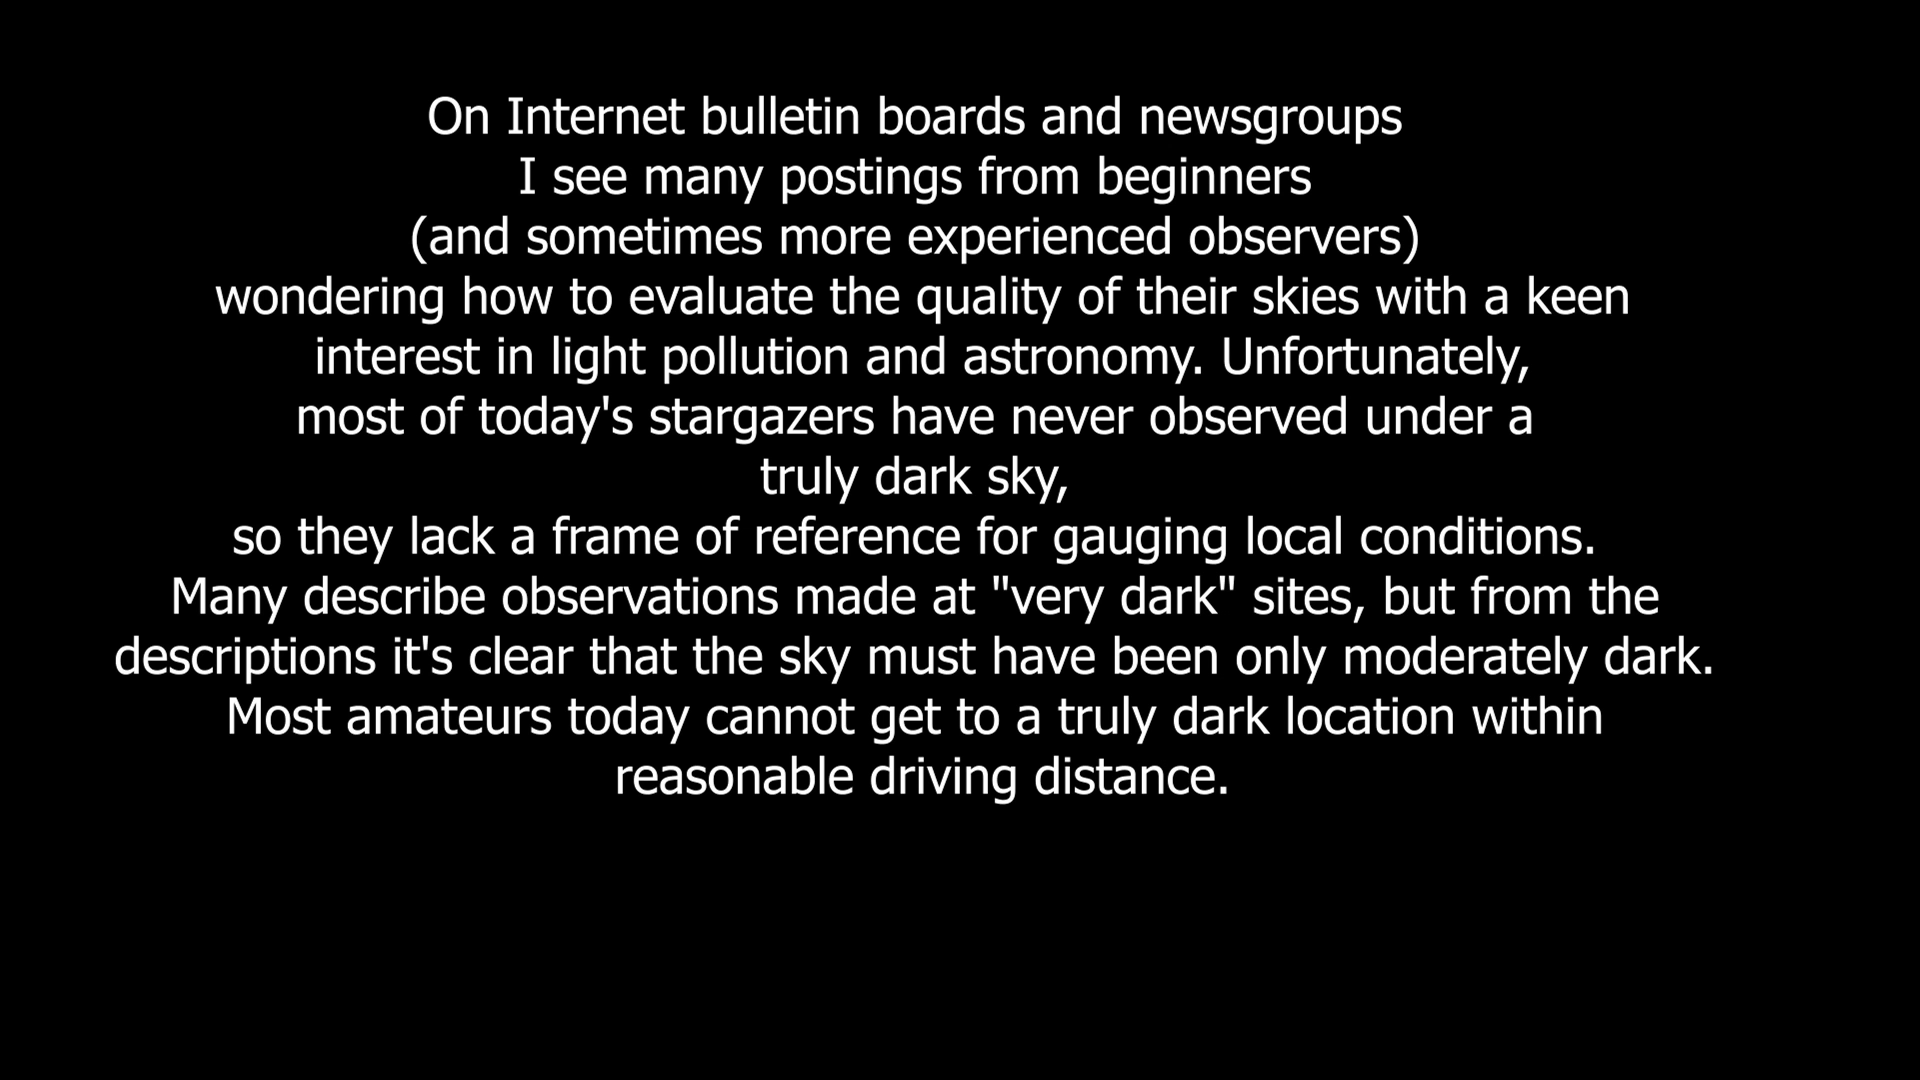 On Internet bulletin boards and newsgroups
I see many postings from beginners
(and sometimes more experienced observers)
wondering how to evaluate the quality of their skies with a keen
interest in light pollution and astronomy. Unfortunately,
most of today's stargazers have never observed under a
truly dark sky,
so they lack a frame of reference for gauging local conditions.
Many describe observations made at "very dark" sites, but from the
descriptions it's clear that the sky must have been only moderately dark.
Most amateurs today cannot get to a truly dark location within
reasonable driving distance.